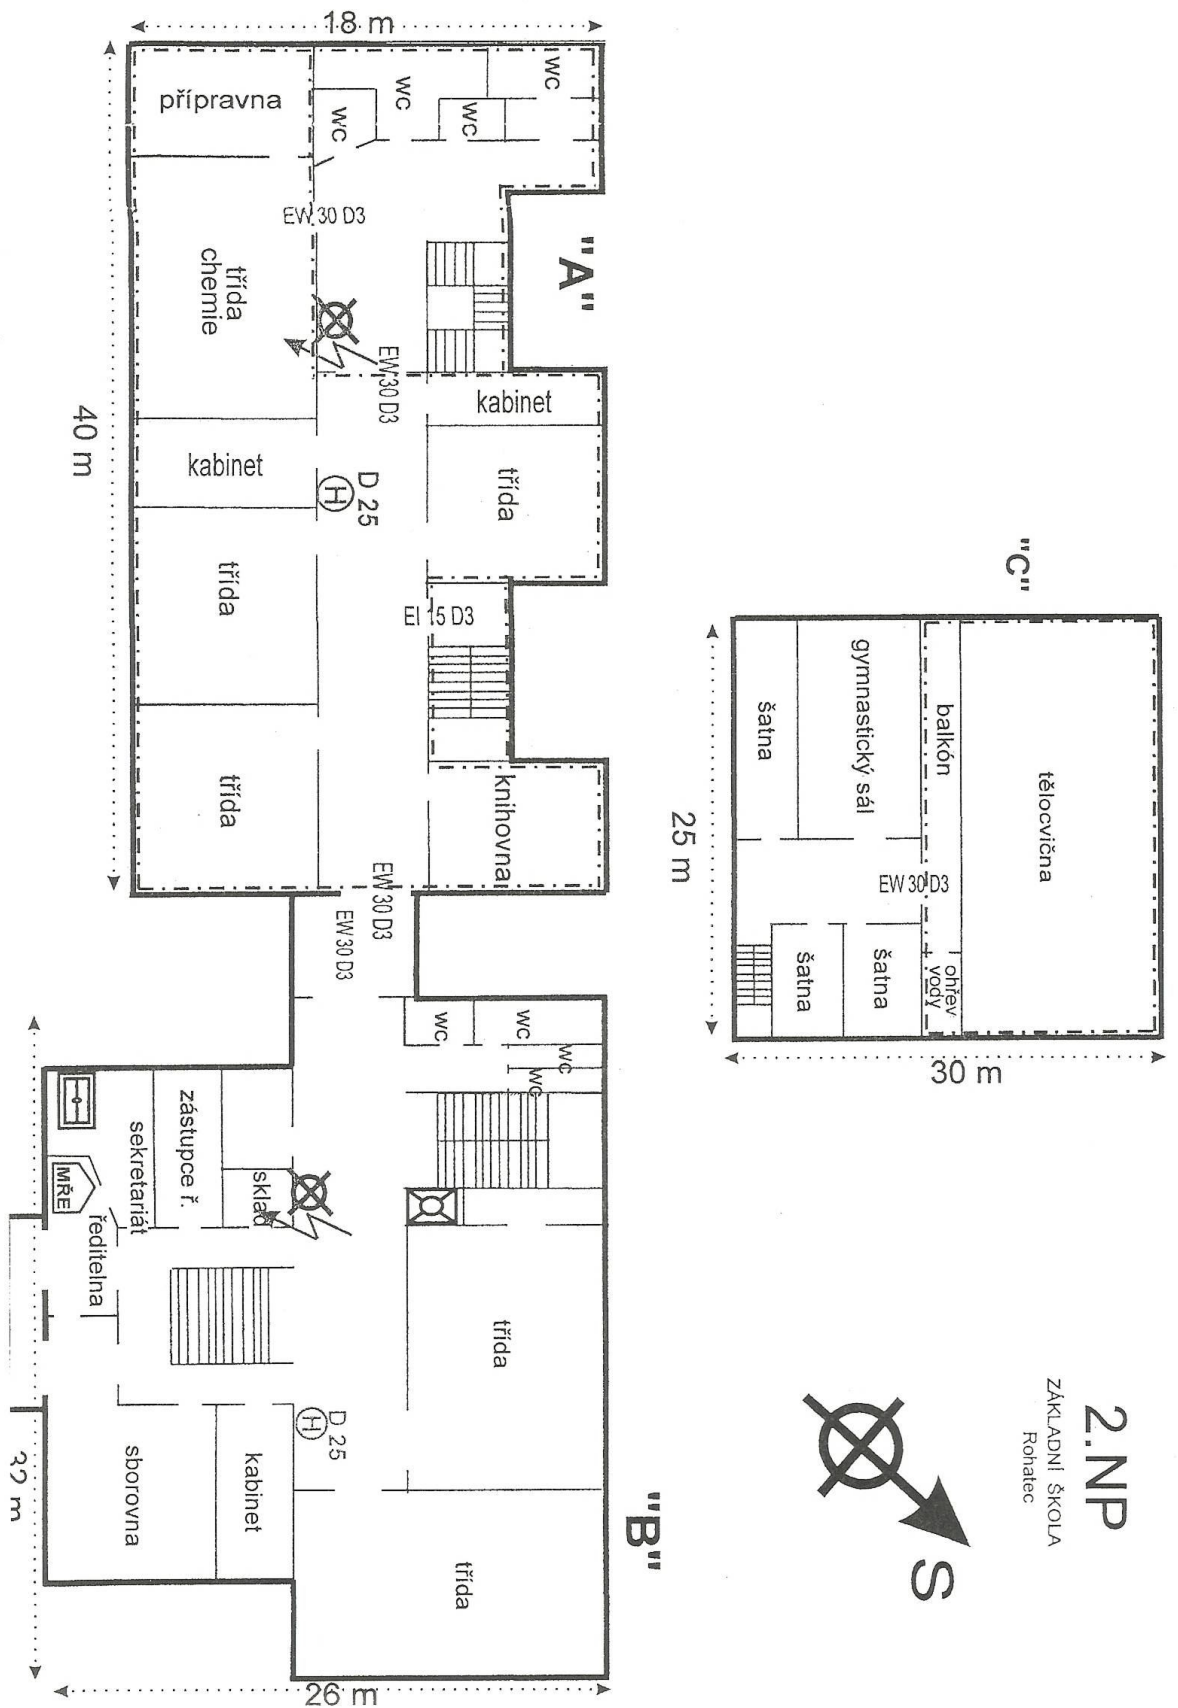 2.NP
ZÁKLADNÍ ŠKOLA
Rohatec
S
"A"
18 m
40 m
přípravna
wc
wc
wc
wc
EW 30 D3
třída
chemie
EW 30 D3
kabinet
kabinet
D 25
H
třída
třída
EI 15 D3
třída
knihovna
EW 30 D3
EW 30 D3
"C"
25 m
30 m
šatna
gymnastický sál
balkón
tělocvična
EW 30 D3
šatna
šatna
ohřev
vody
"B"
wc
wc
wc
wc
zástupce ř.
sekretariát
sklad
MŘE
ředitelna
třída
D 25
H
sborovna
kabinet
třída
32 m
26 m